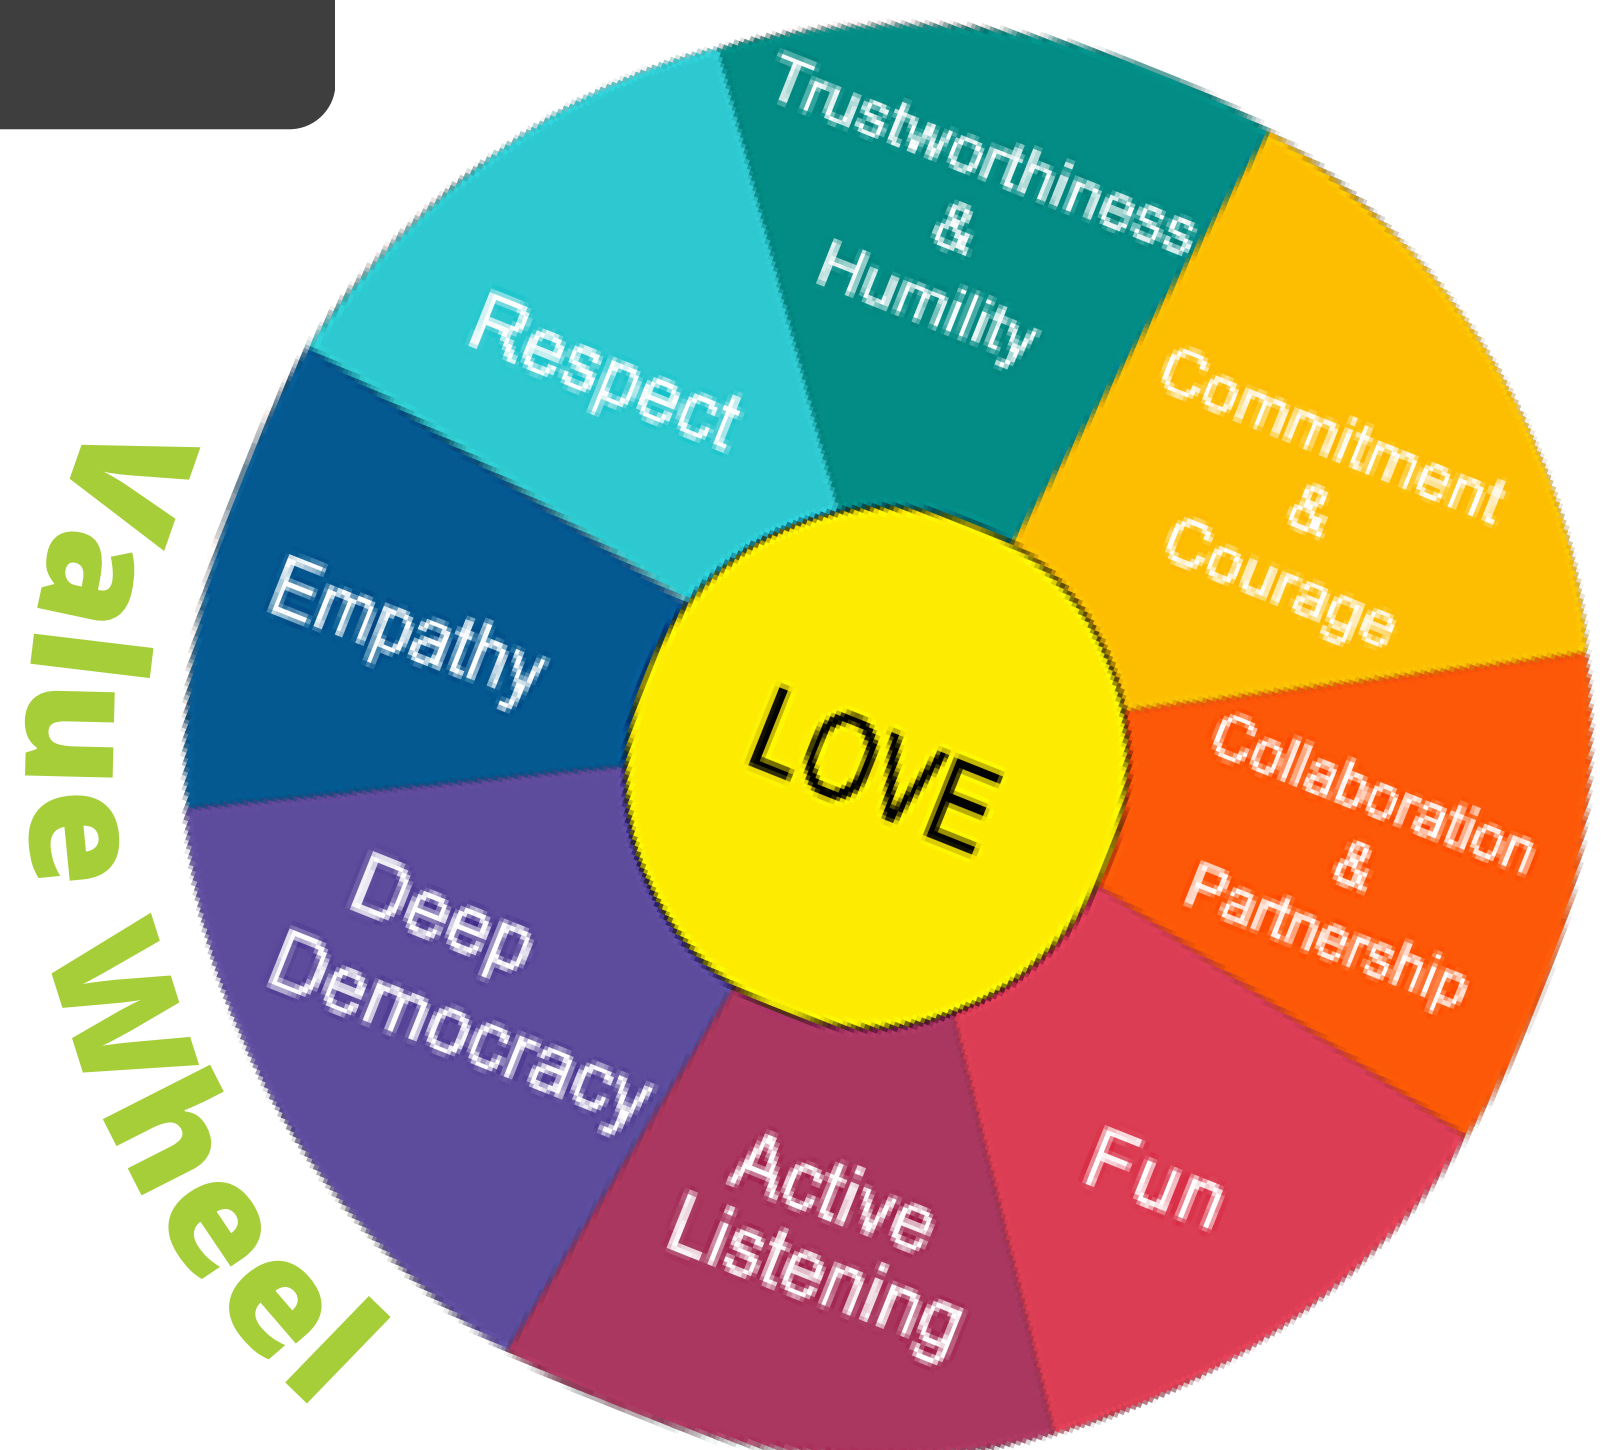 Value Wheel
Trustworthiness
&
Humility
Commitment
&
Courage
Collaboration
&
Partnership
Fun
Active
Listening
Deep
Democracy
Empathy
Respect
LOVE